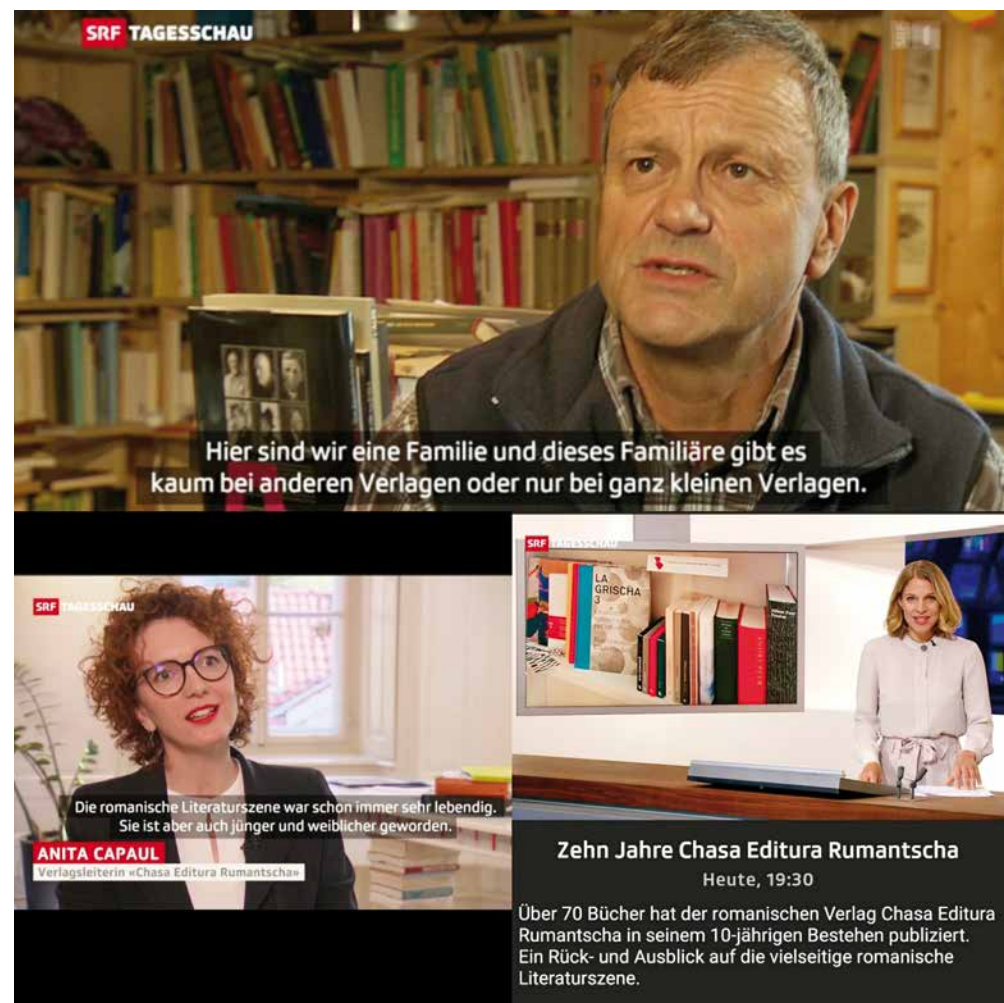 SRF TAGESSCHAU
Hier sind wir eine Familie und dieses Familiäre gibt es
kaum bei anderen Verlagen oder nur bei ganz kleinen Verlagen.
SRF TAGESSCHAU
Die romanische Literaturszene war schon immer sehr lebendig.
Sie ist aber auch jünger und weiblicher geworden.
ANITA CAPAUL
Verlagsleiterin «Chasa Editura Rumantscha»
SRF TAGESSCHAU
LA
GRISCHA
3
Zehn Jahre Chasa Editura Rumantscha
Heute, 19:30
Über 70 Bücher hat der romanischen Verlag Chasa Editura
Rumantscha in seinem 10-jährigen Bestehen publiziert.
Ein Rück- und Ausblick auf die vielseitige romanische
Literaturszene.